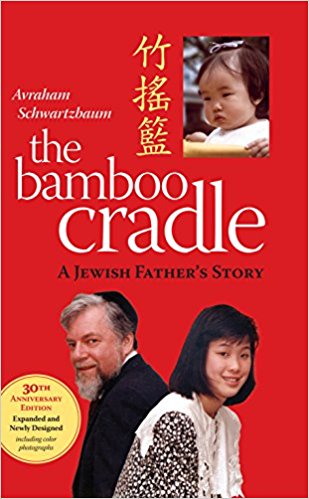 Avraham
Schwartzbaum
竹
搖
籃
the
bamboo
cradle
A Jewish Father's Story
30TH
Anniversary
Edition
Expanded and
Newly Designed
including color
photographs